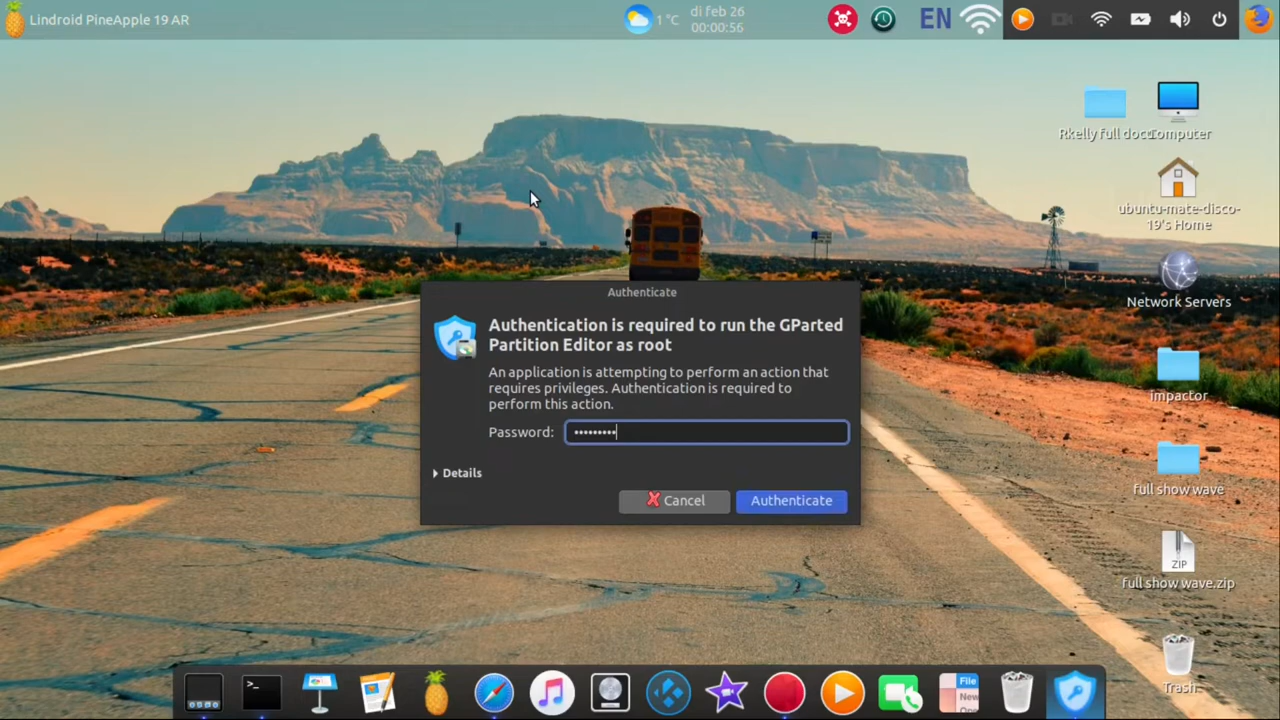 Lindroid PineApple 19 AR
1 °C
di feb 26
00:00:56
EN
Rkelly full docu
Computer
ubuntu-mate-disco-
19's Home
Network Servers
impactor
full show wave
ZIP
full show wave.zip
Trash
Authenticate
Authentication is required to run the GParted
Partition Editor as root
An application is attempting to perform an action that
requires privileges. Authentication is required to
perform this action.
Password: •••••••••
Details
Cancel
Authenticate
>_
File
New